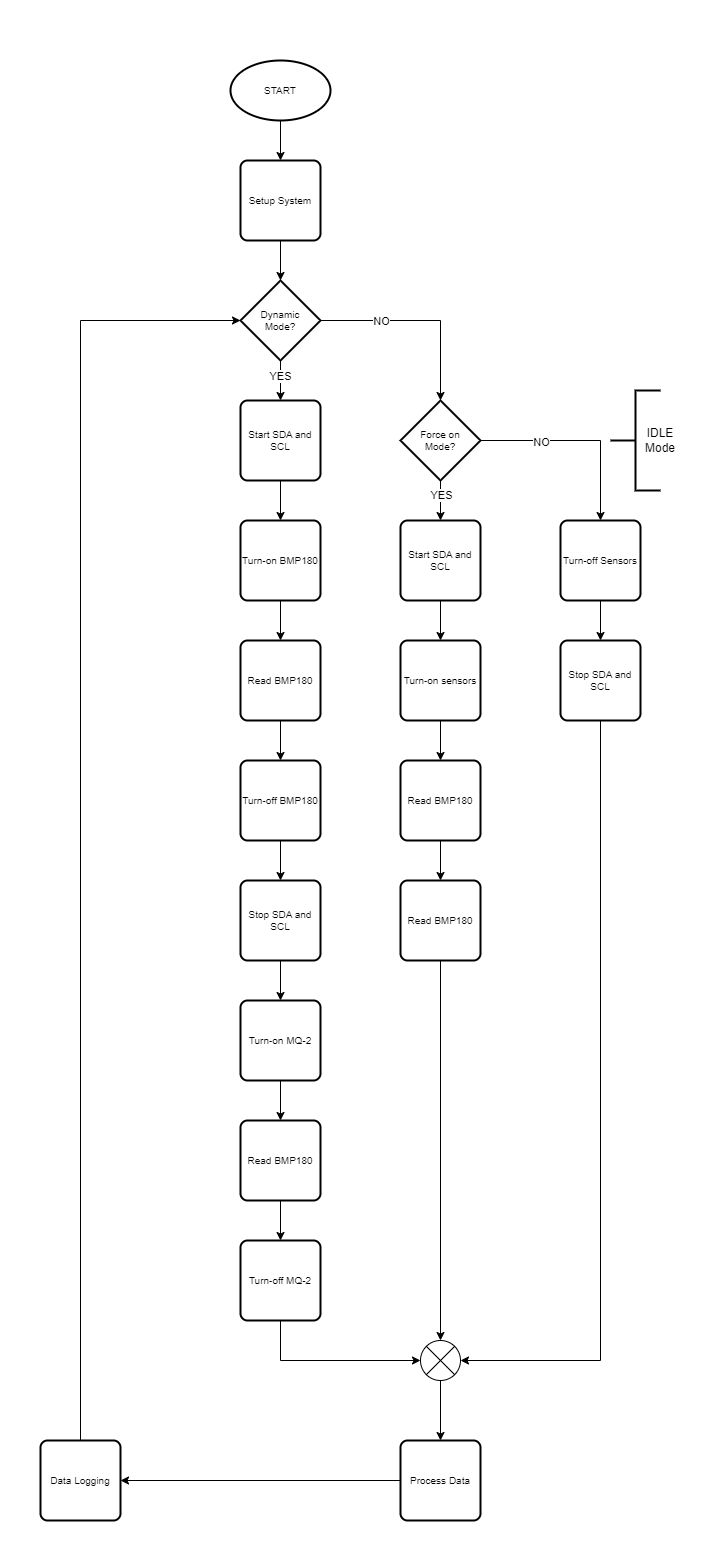 START
Setup System
Dynamic
Mode?
NO
YES
Start SDA and
SCL
Turn-on BMP180
Read BMP180
Turn-off BMP180
Stop SDA and
SCL
Turn-on MQ-2
Read BMP180
Turn-off MQ-2
Force on
Mode?
NO
YES
Start SDA and
SCL
Turn-on sensors
Read BMP180
Read BMP180
IDLE
Mode
Turn-off Sensors
Stop SDA and
SCL
Process Data
Data Logging